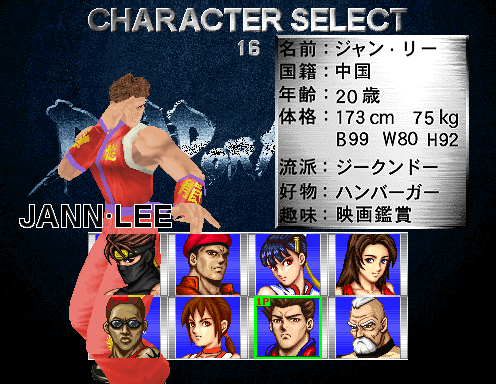 CHARACTER SELECT
16
名前：ジャン・リー
国籍：中国
年齢：20歳
体格：173cm 75kg
B99 W80 H92
流派：ジークンドー
好物：ハンバーガー
趣味：映画鑑賞
JANN・LEE
1P